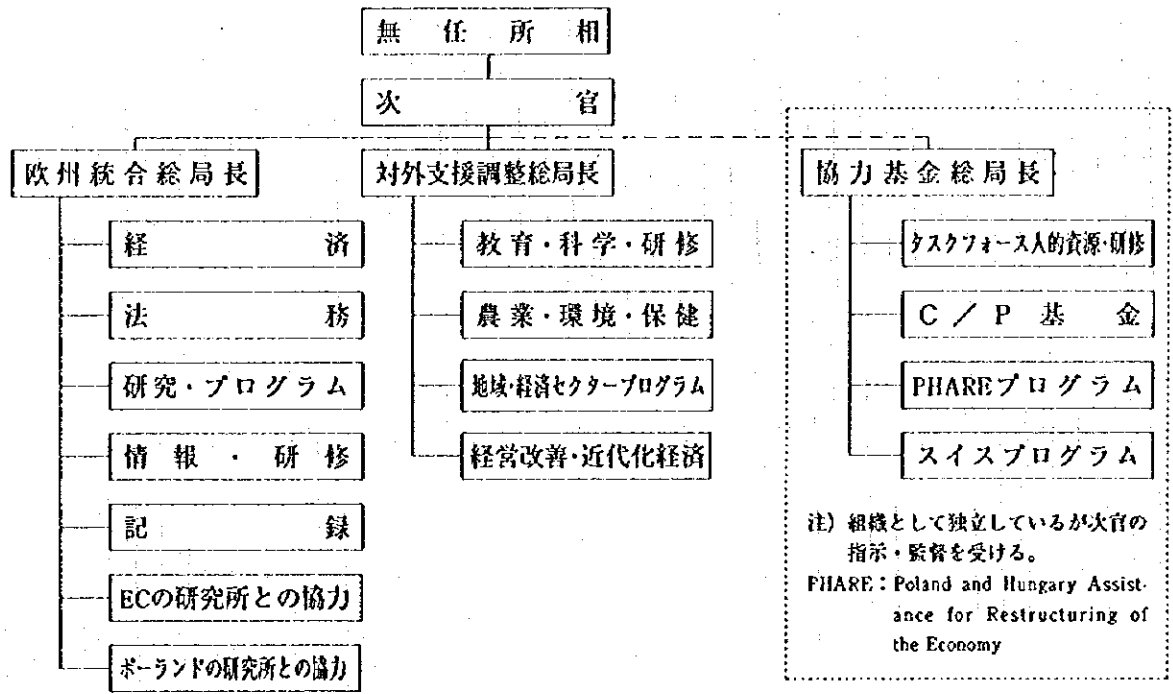 無任所相
次官
欧州統合総局長
経済
法務
研究・プログラム
情報・研修
記録
ECの研究所との協力
ポーランドの研究所との協力
対外支援調整総局長
教育・科学・研修
農業・環境・保健
地域・経済セクタープログラム
経営改善・近代化経済
協力基金総局長
タスクフォース人的資源・研修
C/P基金
PHAREプログラム
スイスプログラム
注) 組織として独立しているが次官の
指示・監督を受ける。
PHARE：Poland and Hungary Assist-
ance for Restructuring of
the Economy